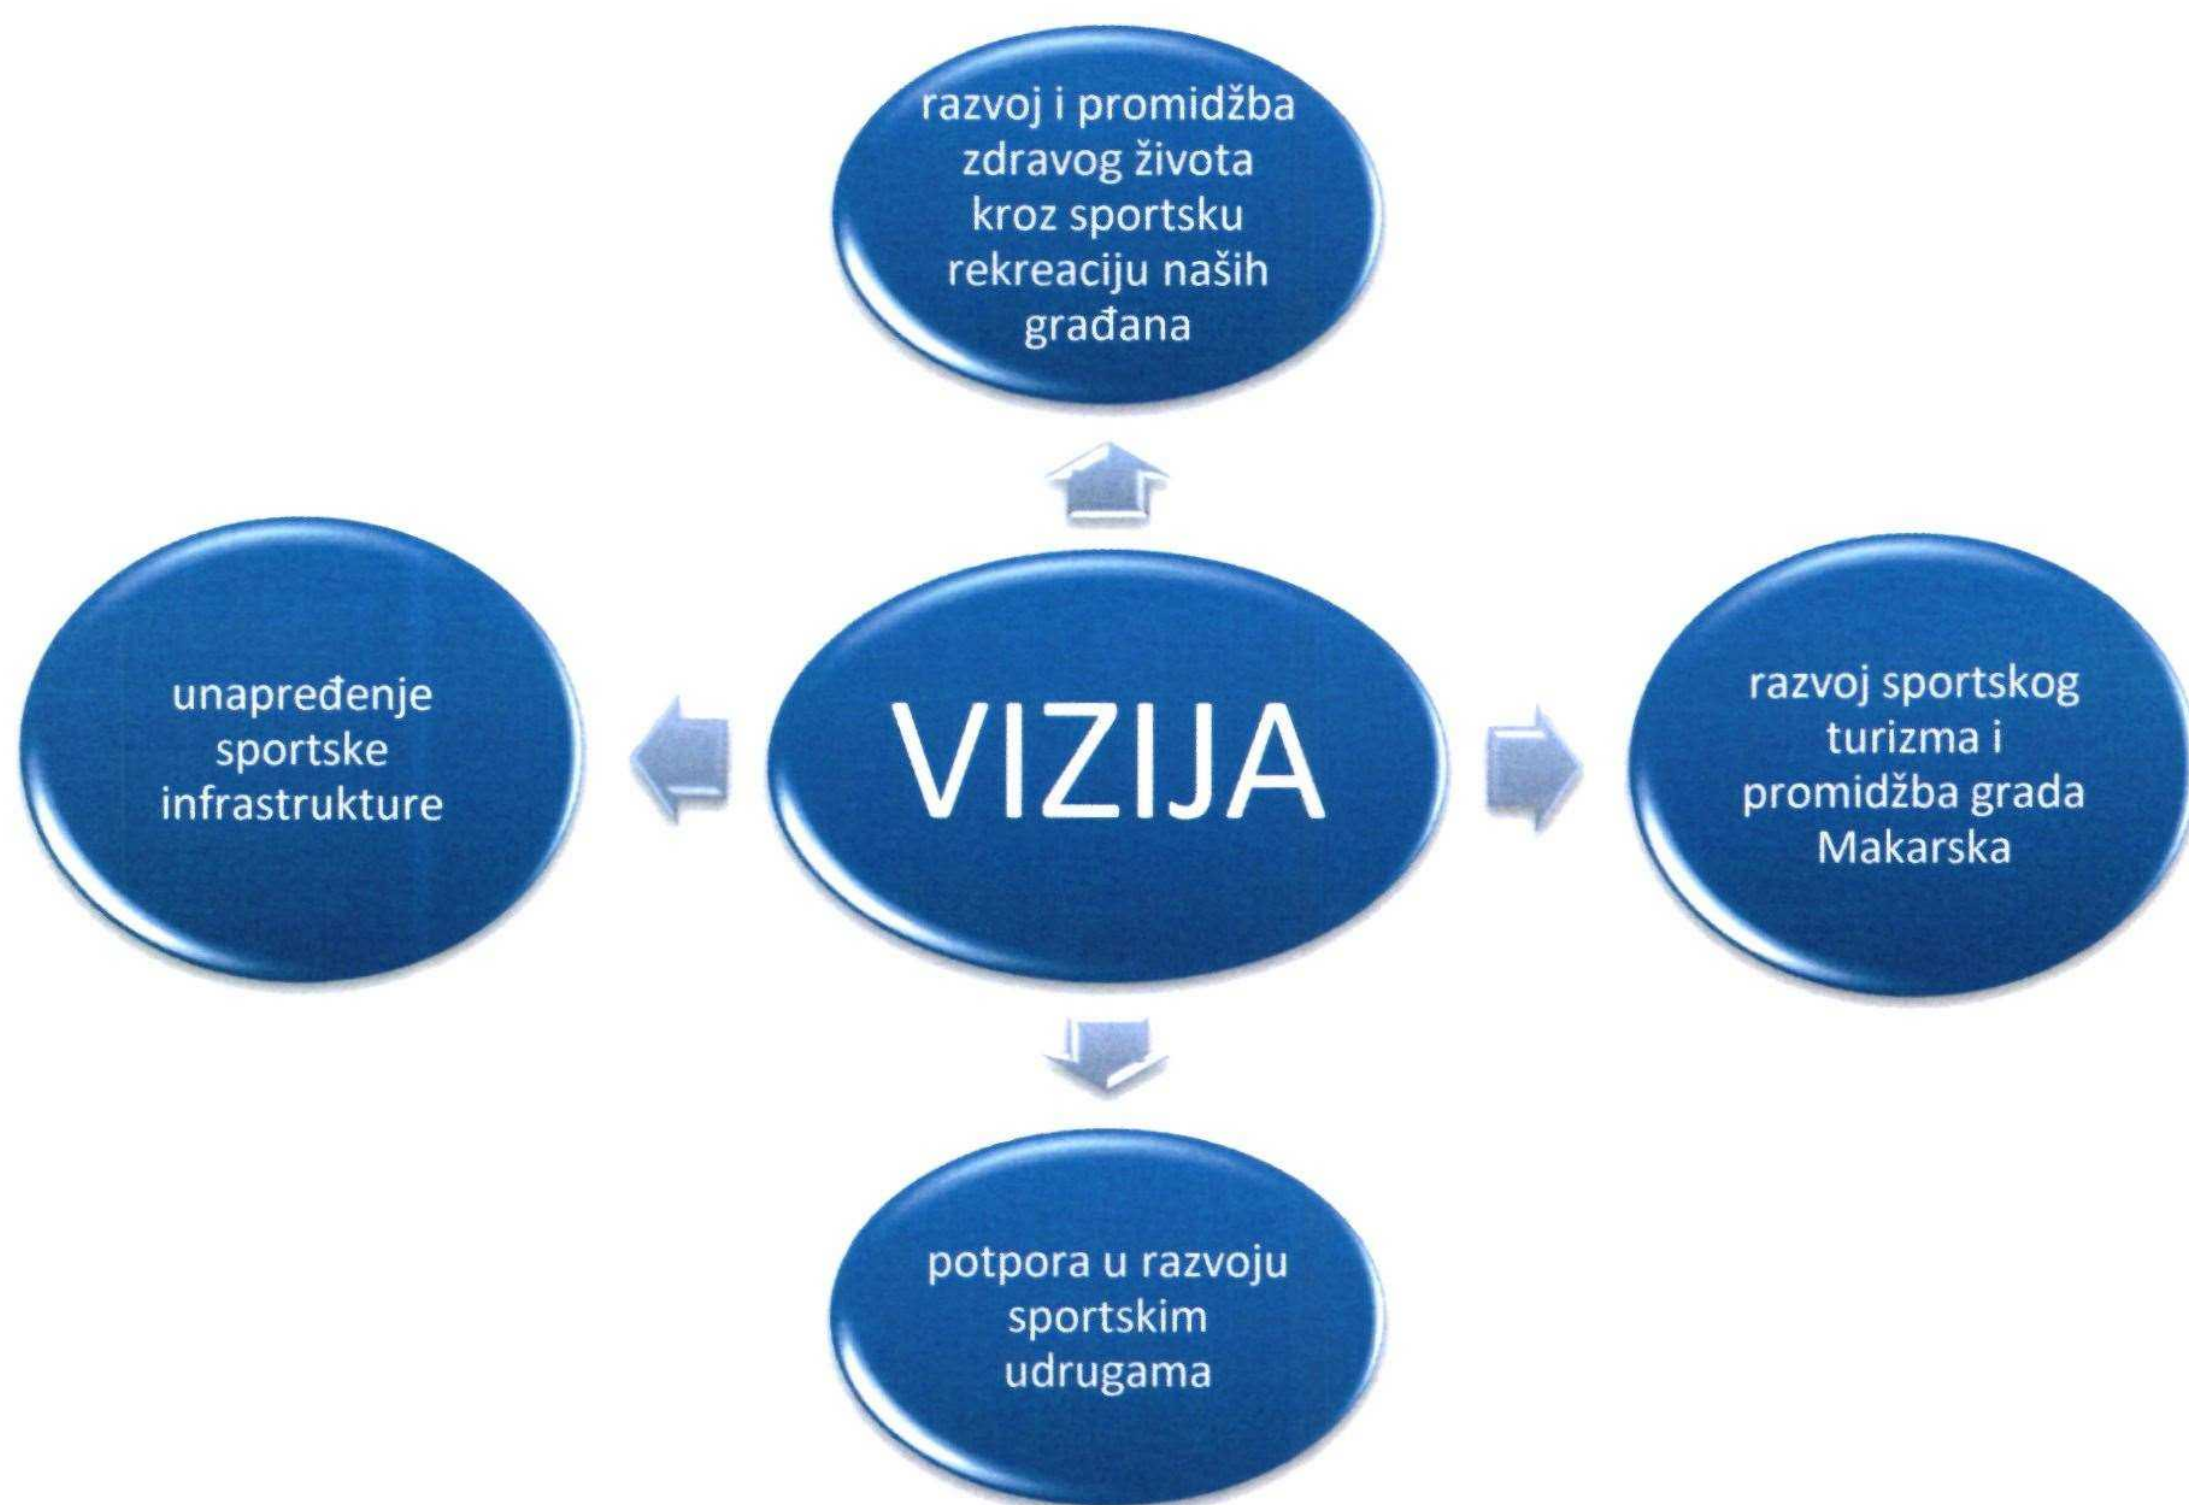 razvoj i promidžba
zdravog života
kroz sportsku
rekreaciju naših
građana
unapređenje
sportske
infrastrukture
VIZIJA
razvoj sportskog
turizma i
promidžba grada
Makarska
potpora u razvoju
sportskim
udrugama